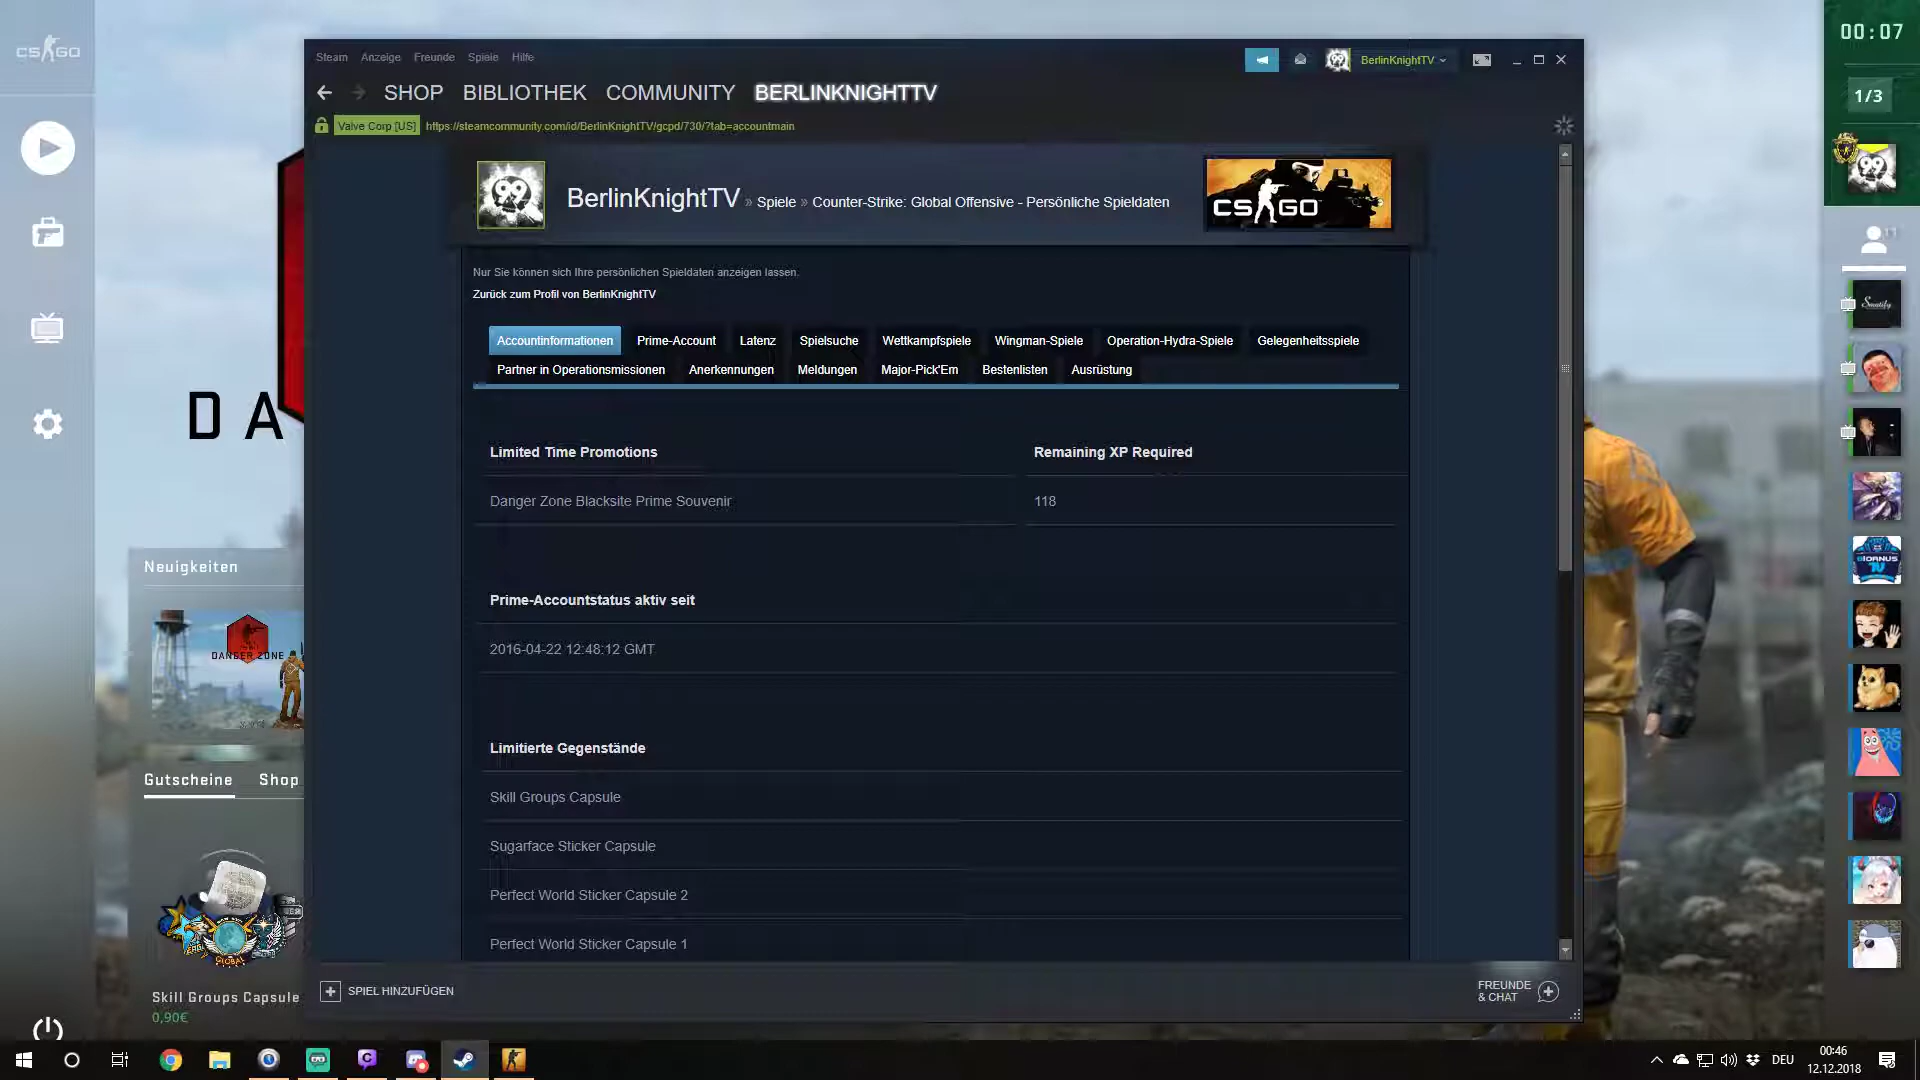 CS GO
00:07
1/3
Steam Anzeige Freunde Spiele Hilfe
BerlinKnightTV
SHOP BIBLIOTHEK COMMUNITY BERLINKNIGHTTV
Valve Corp [US] https://steamcommunity.com/id/BerlinKnightTV/gcpd/730/?tab=accountmain
99
BerlinKnightTV » Spiele » Counter-Strike: Global Offensive - Persönliche Spieldaten
CS GO
Nur Sie können sich Ihre persönlichen Spieldaten anzeigen lassen.
Zurück zum Profil von BerlinKnightTV
Accountinformationen Prime-Account Latenz Spielsuche Wettkampfspiele Wingman-Spiele Operation-Hydra-Spiele Gelegenheitsspiele
Partner in Operationsmissionen Anerkennungen Meldungen Major-Pick'Em Bestenlisten Ausrüstung
DA
Limited Time Promotions Remaining XP Required
Danger Zone Blacksite Prime Souvenir 118
Prime-Accountstatus aktiv seit
2016-04-22 12:48:12 GMT
Limitierte Gegenstände
Skill Groups Capsule
Sugarface Sticker Capsule
Perfect World Sticker Capsule 2
Perfect World Sticker Capsule 1
Neuigkeiten
DANGER ZONE
Gutscheine Shop
GLOBAL
Skill Groups Capsule
0,90€
SPIEL HINZUFÜGEN
FREUNDE
& CHAT
99
11
DEU
00:46
12.12.2018